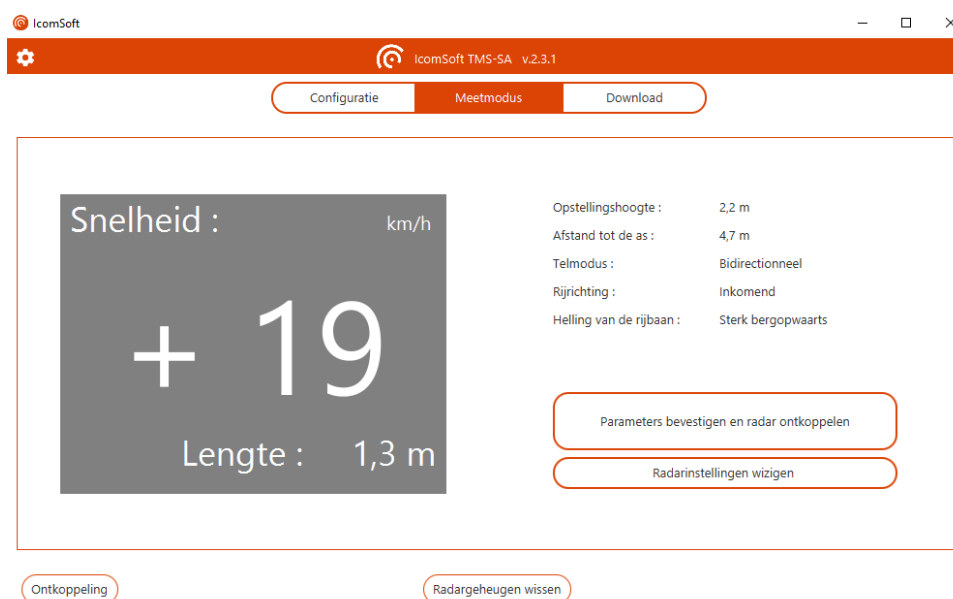 IcomSoft
IcomSoft TMS-SA v.2.3.1
Configuratie Meetmodus Download
Snelheid : km/h
+ 19
Lengte : 1,3 m
Opstellingshoogte : 2,2 m
Afstand tot de as : 4,7 m
Telmodus : Bidirectionneel
Rijrichting : Inkomend
Helling van de rijbaan : Sterk bergopwaarts
Parameters bevestigen en radar ontkoppelen
Radarinstellingen wizigen
Ontkoppeling Radargeheugen wissen